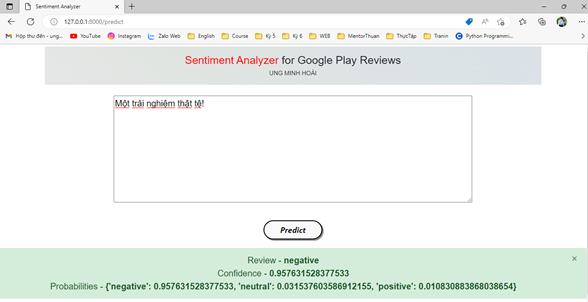 Sentiment Analyzer
127.0.0.1:8000/predict
Hộp thư đến - ung... YouTube Instagram Zalo Web English Course Kỳ 5 Kỳ 6 WEB MentorThuan ThựcTập Tranin Python Programmi...
Sentiment Analyzer for Google Play Reviews
UNG MINH HOÀI
Một trải nghiệm thật tệ!
Predict
Review - negative
Confidence - 0.957631528377533
Probabilities - {'negative': 0.957631528377533, 'neutral': 0.031537603586912155, 'positive': 0.010830883868038654}